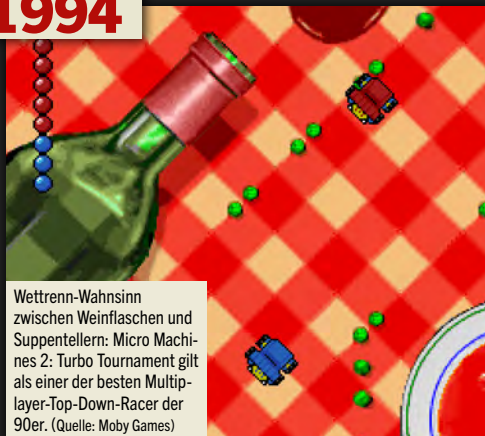 1994
Wettrenn-Wahnsinn
zwischen Weinflaschen und
Suppentellern: Micro Machi-
nes 2: Turbo Tournament gilt
als einer der besten Multip-
layer-Top-Down-Racer der
90er. (Quelle: Moby Games)